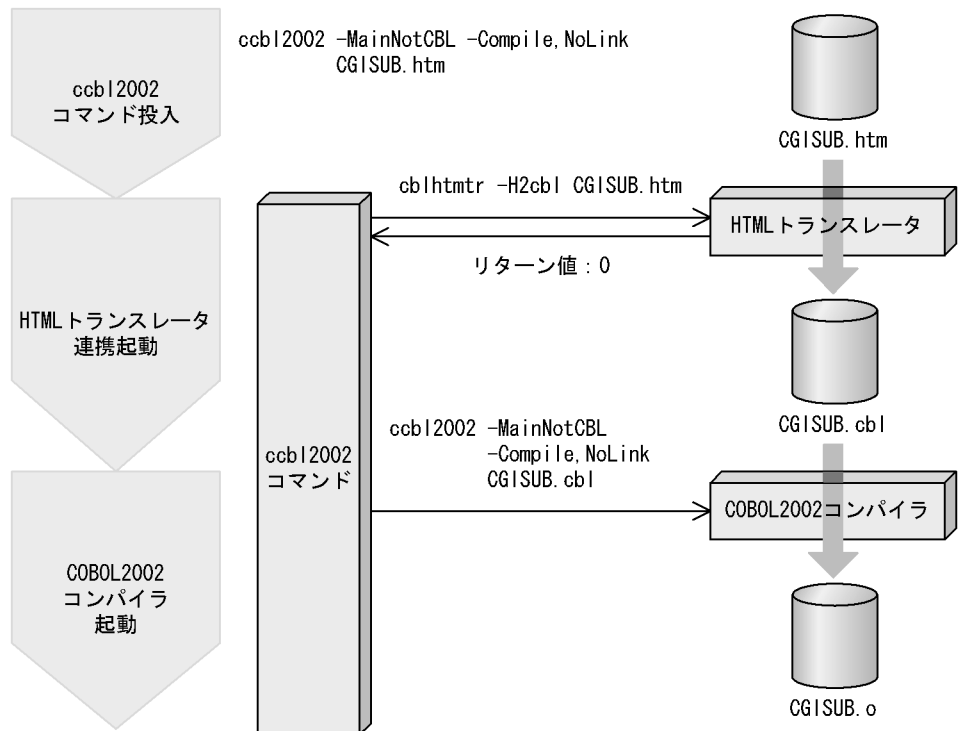 ccbl2002 -MainNotCBL -Compile,NoLink
CGISUB.htm
ccbl2002
コマンド投入
CGISUB.htm
cblhtmtr -H2cbl CGISUB.htm
HTMLトランスレータ
リターン値：0
HTMLトランスレータ
連携起動
CGISUB.cbl
ccbl2002 -MainNotCBL
-Compile,NoLink
CGISUB.cbl
ccbl2002
コマンド
COBOL2002コンパイラ
COBOL2002
コンパイラ
起動
CGISUB.o